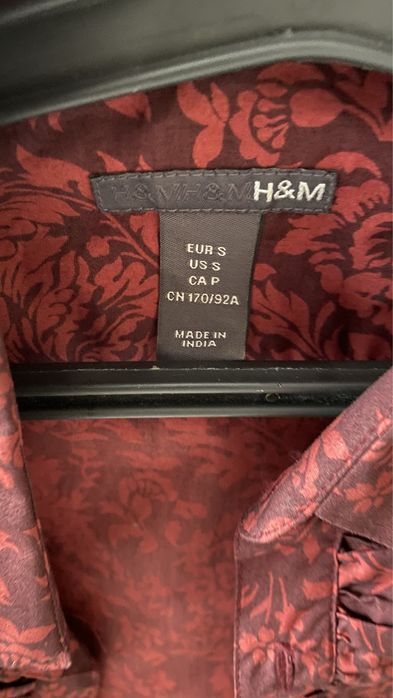 H&M H&M H&M
EUR S
US S
CA P
CN 170/92A
MADE IN
INDIA